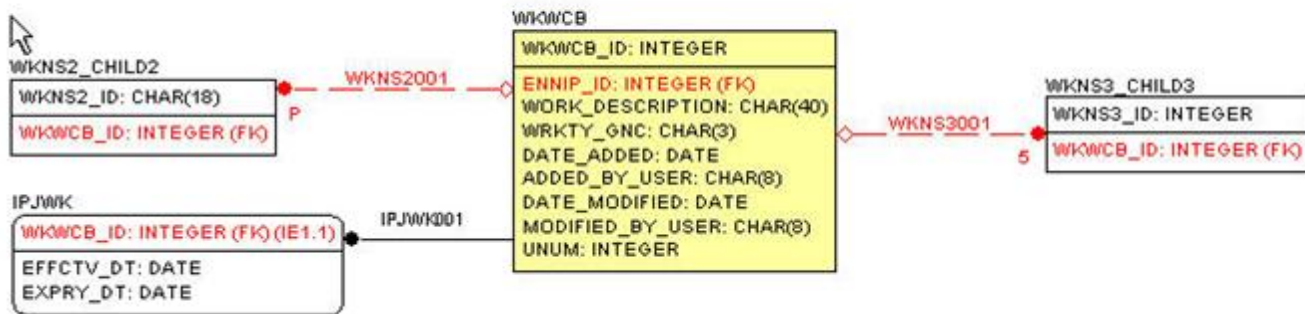 WKWCB
WKWCB_ID: INTEGER
ENNIP_ID: INTEGER (FK)
WORK_DESCRIPTION: CHAR(40)
WRKTY_GNC: CHAR(3)
DATE_ADDED: DATE
ADDED_BY_USER: CHAR(8)
DATE_MODIFIED: DATE
MODIFIED_BY_USER: CHAR(8)
UNUM: INTEGER
WKNS2_CHILD2
WKNS2_ID: CHAR(18)
WKWCB_ID: INTEGER (FK)
WKNS2001
P
WKNS3_CHILD3
WKNS3_ID: INTEGER
WKWCB_ID: INTEGER (FK)
WKNS3001
5
IPJWK
WKWCB_ID: INTEGER (FK) (IE1.1)
EFFCTV_DT: DATE
EXPRY_DT: DATE
IPJWK001